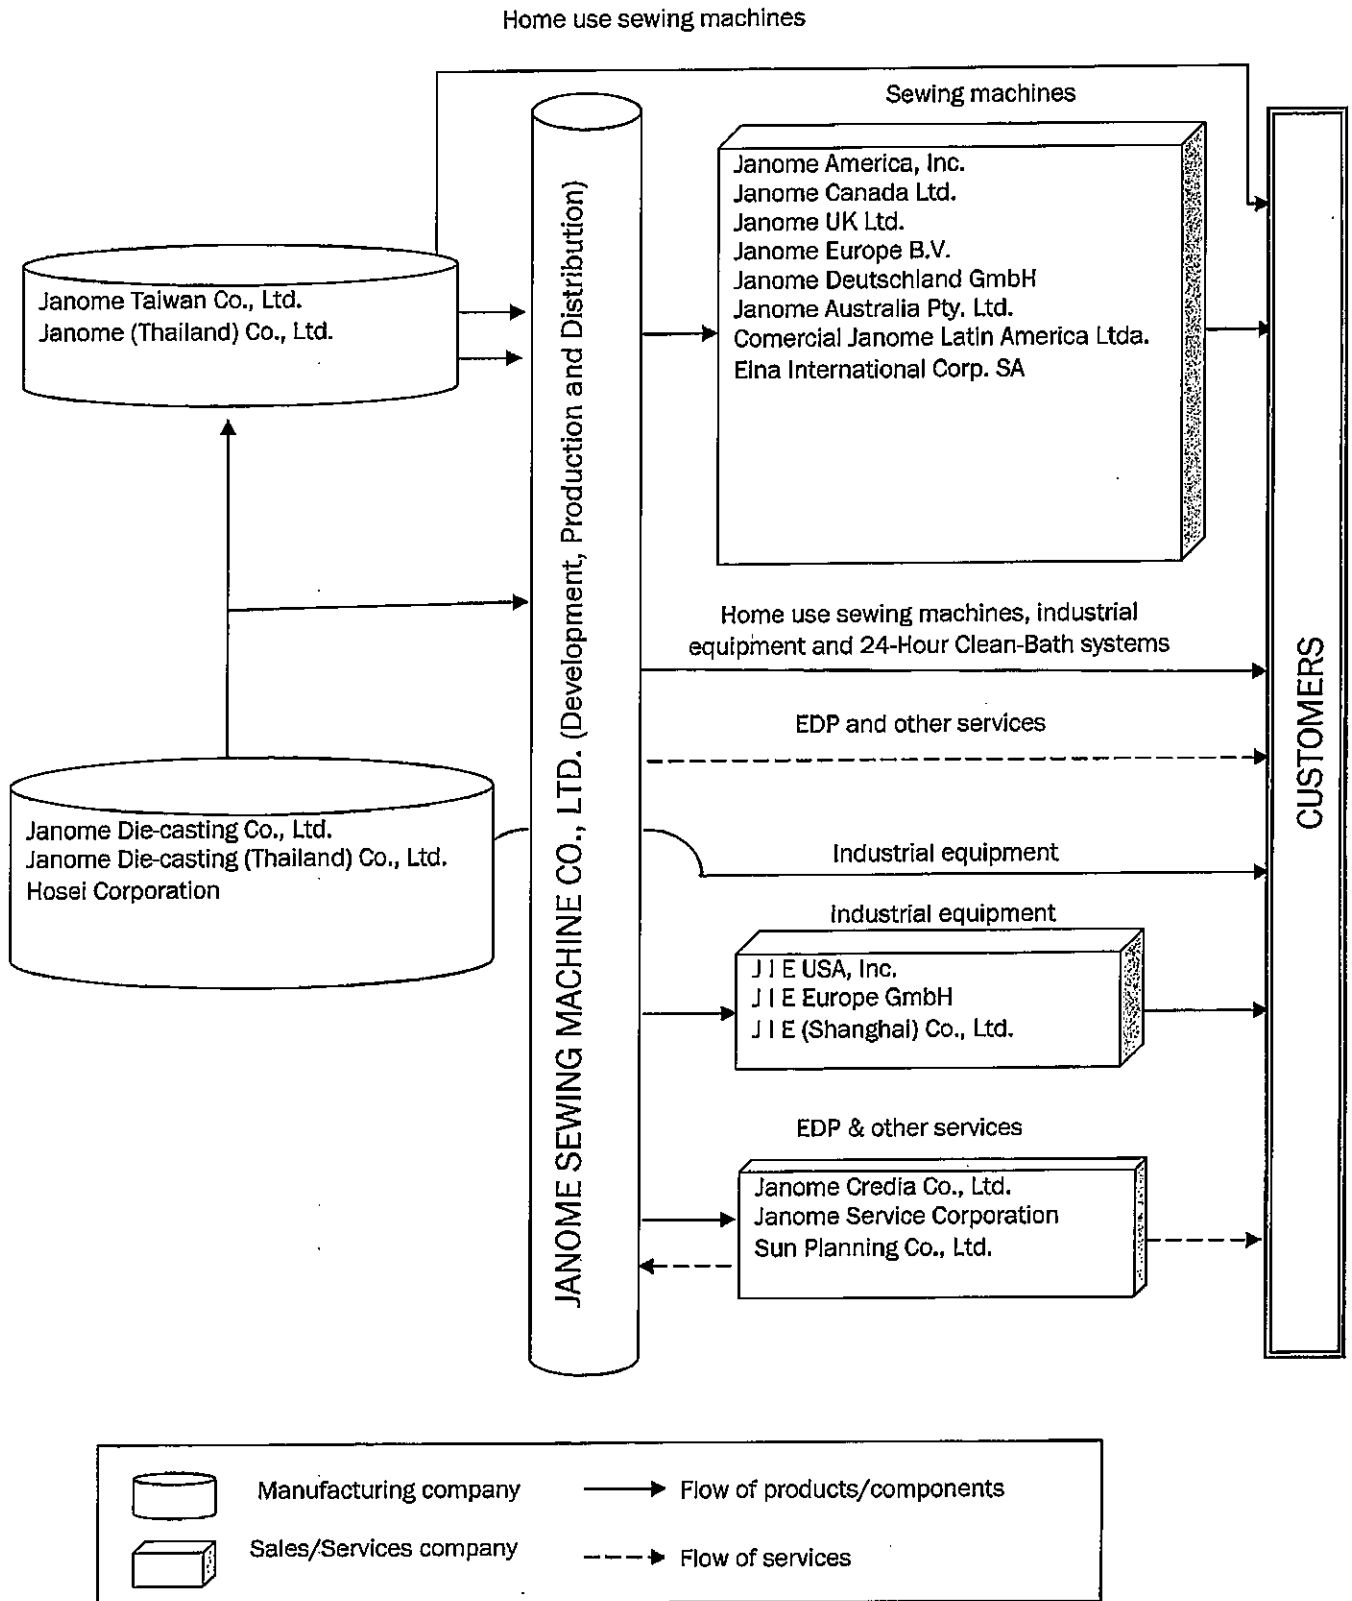 Home use sewing machines
Sewing machines
Janome America, Inc.
Janome Canada Ltd.
Janome UK Ltd.
Janome Europe B.V.
Janome Deutschland GmbH
Janome Australia Pty. Ltd.
Comercial Janome Latin America Ltda.
Elna International Corp. SA
Janome Taiwan Co., Ltd.
Janome (Thailand) Co., Ltd.
JANOME SEWING MACHINE CO., LTD. (Development, Production and Distribution)
Home use sewing machines, industrial
equipment and 24-Hour Clean-Bath systems
EDP and other services
CUSTOMERS
Janome Die-casting Co., Ltd.
Janome Die-casting (Thailand) Co., Ltd.
Hosei Corporation
Industrial equipment
Industrial equipment
J I E USA, Inc.
J I E Europe GmbH
J I E (Shanghai) Co., Ltd.
EDP & other services
Janome Credia Co., Ltd.
Janome Service Corporation
Sun Planning Co., Ltd.
Manufacturing company
Flow of products/components
Sales/Services company
Flow of services